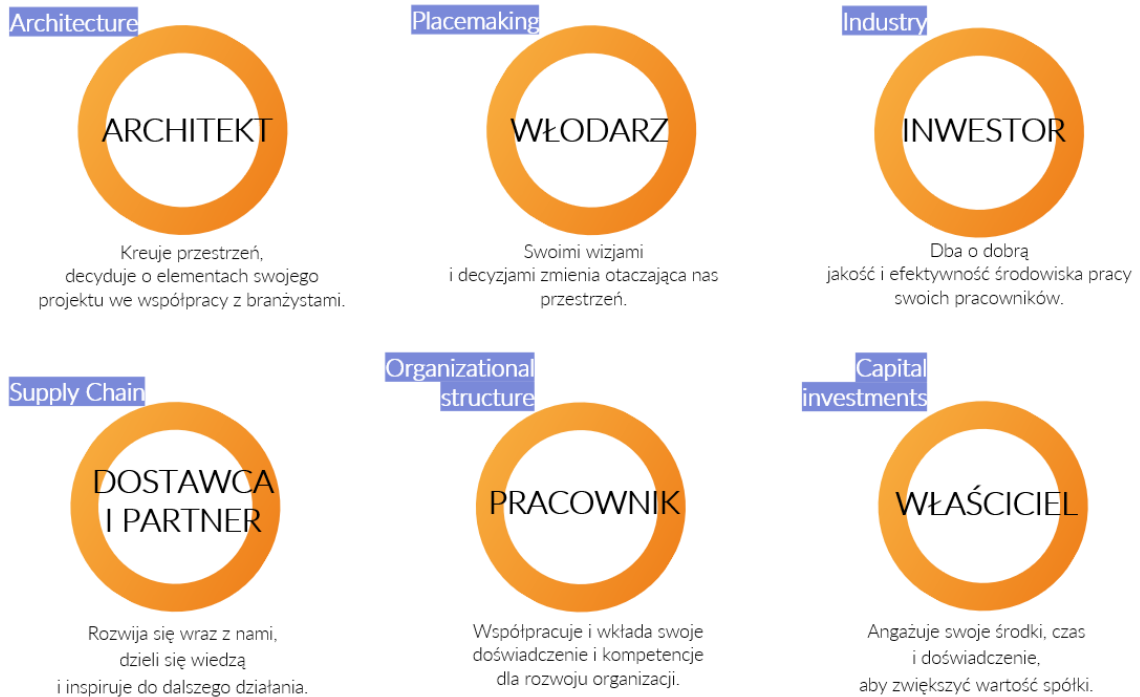 Architecture
ARCHITEKT
Kreuje przestrzeń,
decyduje o elementach swojego
projektu we współpracy z branżystami.
Placemaking
WŁODARZ
Swoimi wizjami
i decyzjami zmienia otaczająca nas
przestrzeń.
Industry
INWESTOR
Dba o dobrą
jakość i efektywność środowiska pracy
swoich pracowników.
Supply Chain
DOSTAWCA
I PARTNER
Rozwija się wraz z nami,
dzieli się wiedzą
i inspiruje do dalszego działania.
Organizational
structure
PRACOWNIK
Współpracuje i wkłada swoje
doświadczenie i kompetencje
dla rozwoju organizacji.
Capital
investments
WŁAŚCICIEL
Angażuje swoje środki, czas
i doświadczenie,
aby zwiększyć wartość spółki.